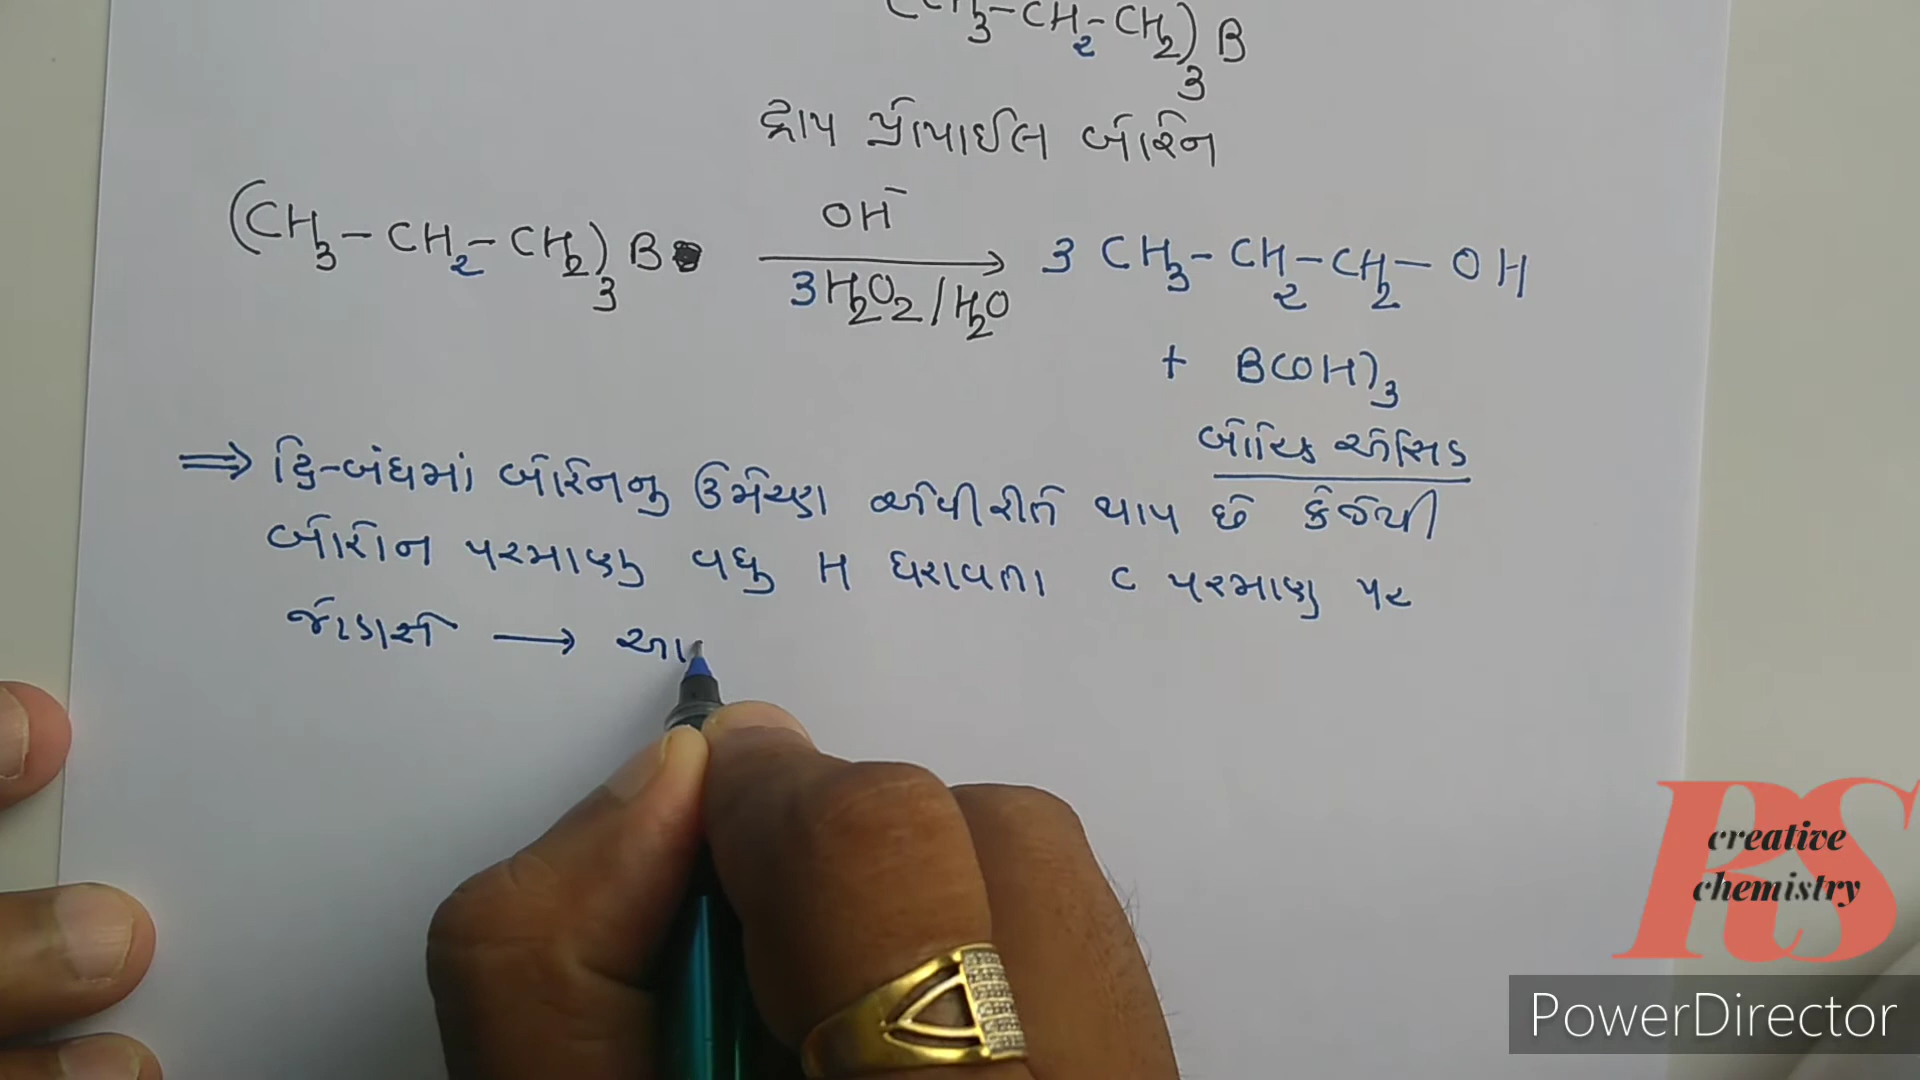 (CH3-CH2-CH2)3 B
ટ્રાય પ્રોપાઈલ બોરેન
(CH3-CH2-CH2)3 B
OH⁻
3H2O2/H2O
3 CH3-CH2-CH2-OH
+ B(OH)3
બોરિક એસિડ
⇒ દ્વિ-બંધમાં બોરેનનુ ઉમેરણ એવી રીતે થાય છે કે જેથી
બોરોન પરમાણુ વધુ H ધરાવતા C પરમાણુ પર
જોડાય → આ
creative
chemistry
RS
PowerDirector